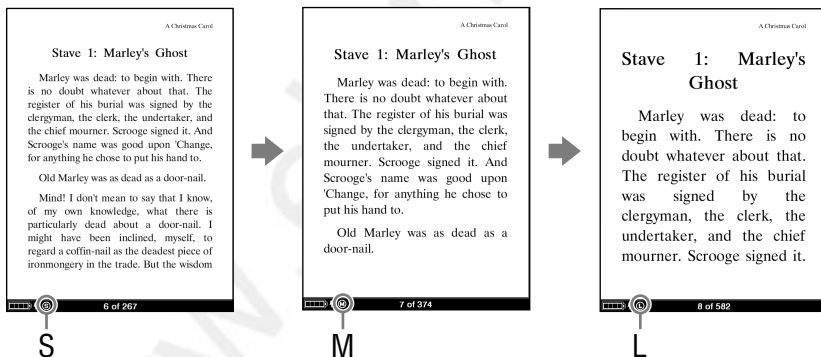 A Christmas Carol
Stave 1: Marley's Ghost
Marley was dead: to begin with. There
is no doubt whatever about that. The
register of his burial was signed by the
clergyman, the clerk, the undertaker, and
the chief mourner. Scrooge signed it. And
Scrooge's name was good upon 'Change,
for anything he chose to put his hand to.
Old Marley was as dead as a door-nail.
Mind! I don't mean to say that I know,
of my own knowledge, what there is
particularly dead about a door-nail. I
might have been inclined, myself, to
regard a coffin-nail as the deadest piece of
ironmongery in the trade. But the wisdom
S
6 of 267
S
A Christmas Carol
Stave 1: Marley's Ghost
Marley was dead: to begin with.
There is no doubt whatever about
that. The register of his burial was
signed by the clergyman, the clerk,
the undertaker, and the chief
mourner. Scrooge signed it. And
Scrooge's name was good upon
'Change, for anything he chose to
put his hand to.
Old Marley was as dead as a
door-nail.
M
7 of 374
M
A Christmas Carol
Stave 1: Marley's
Ghost
Marley was dead: to
begin with. There is no
doubt whatever about that.
The register of his burial
was signed by the
clergyman, the clerk, the
undertaker, and the chief
mourner. Scrooge signed it.
L
8 of 582
L